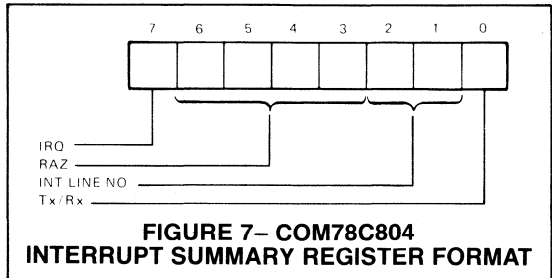 7 6 5 4 3 2 1 0
IRQ
RAZ
INT LINE NO
Tx/Rx
FIGURE 7– COM78C804
INTERRUPT SUMMARY REGISTER FORMAT